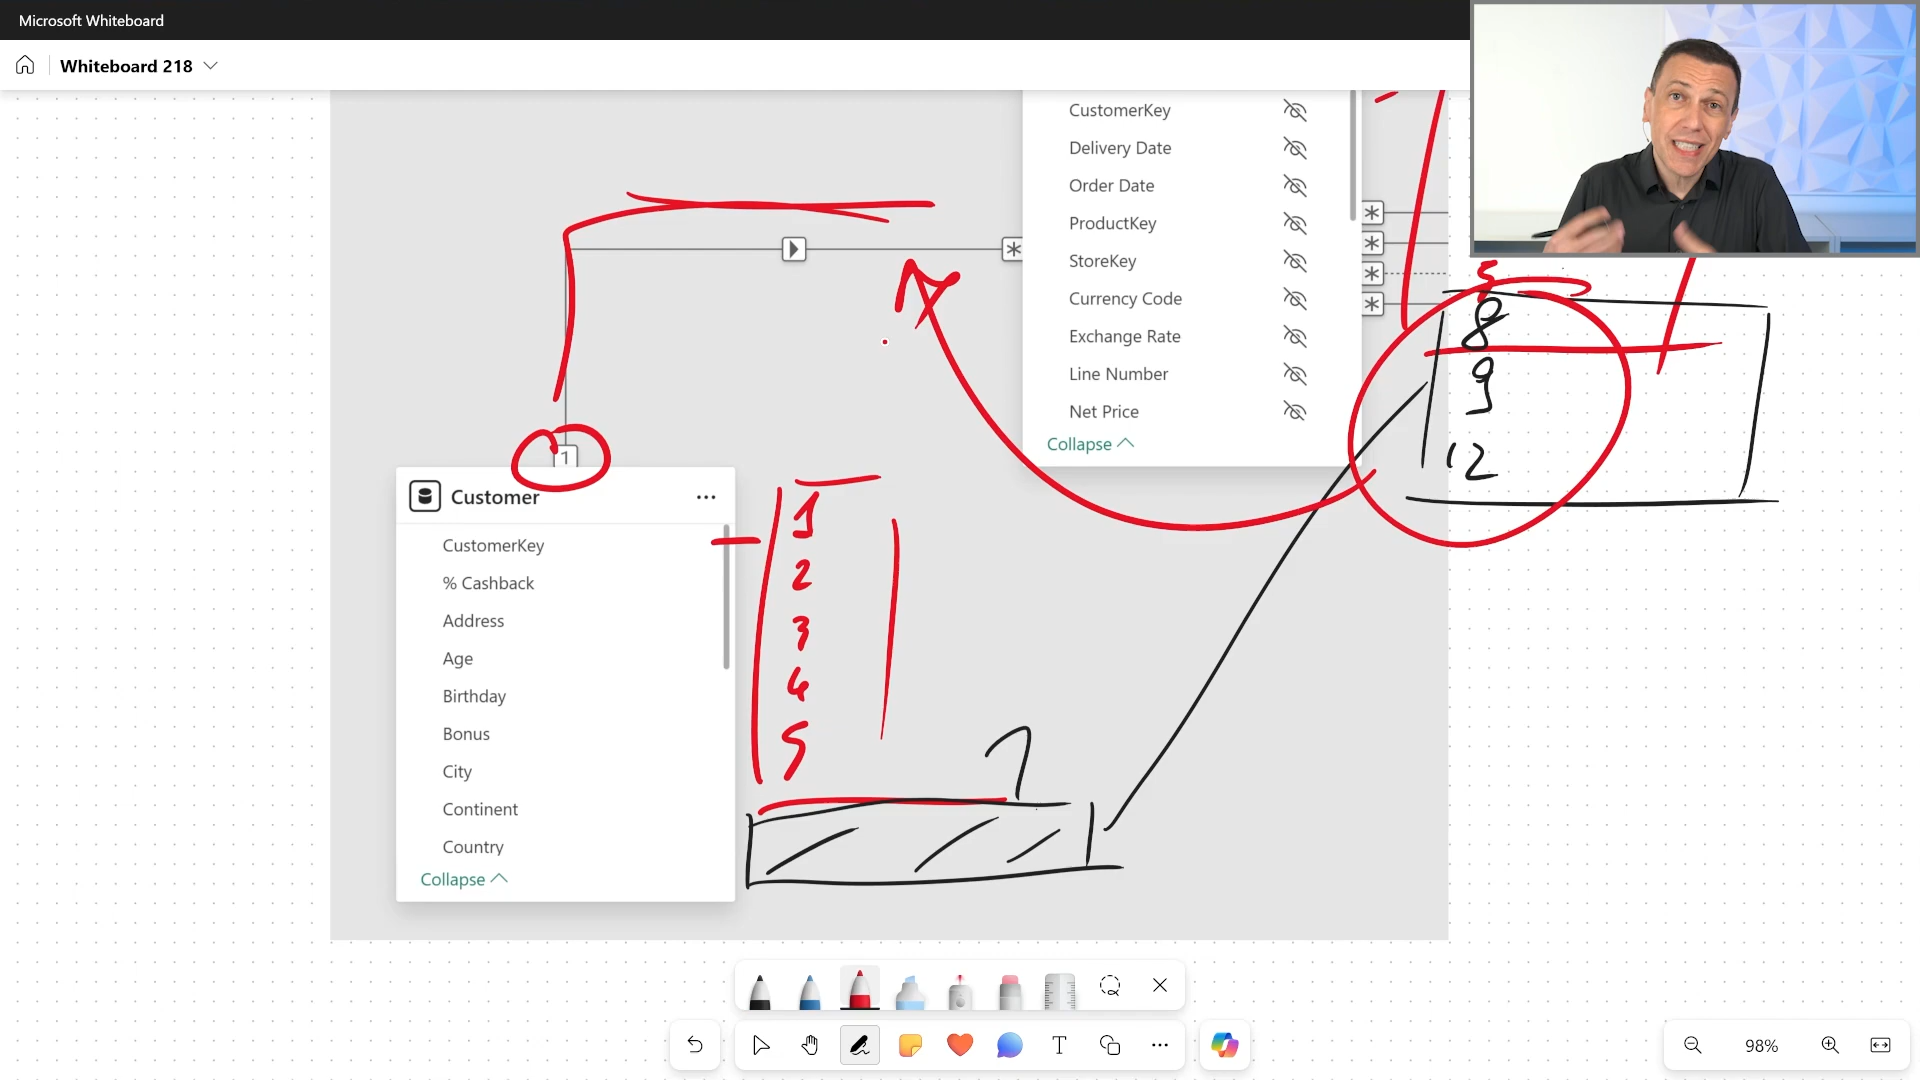 Microsoft Whiteboard
Whiteboard 218
CustomerKey
Delivery Date
Order Date
ProductKey
StoreKey
Currency Code
Exchange Rate
Line Number
Net Price
Collapse
8
9
12
1
Customer
CustomerKey
% Cashback
Address
Age
Birthday
Bonus
City
Continent
Country
Collapse
1
2
3
4
5
98%